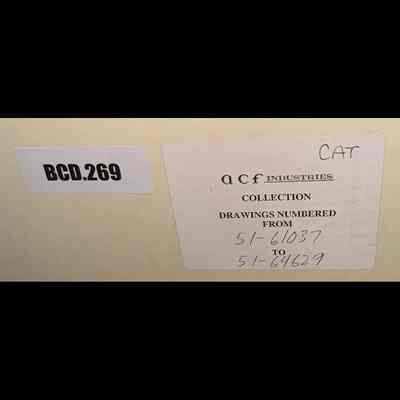 CAT
BCD.269
acf INDUSTRIES
COLLECTION
DRAWINGS NUMBERED
FROM
51-61037
TO
51-64629